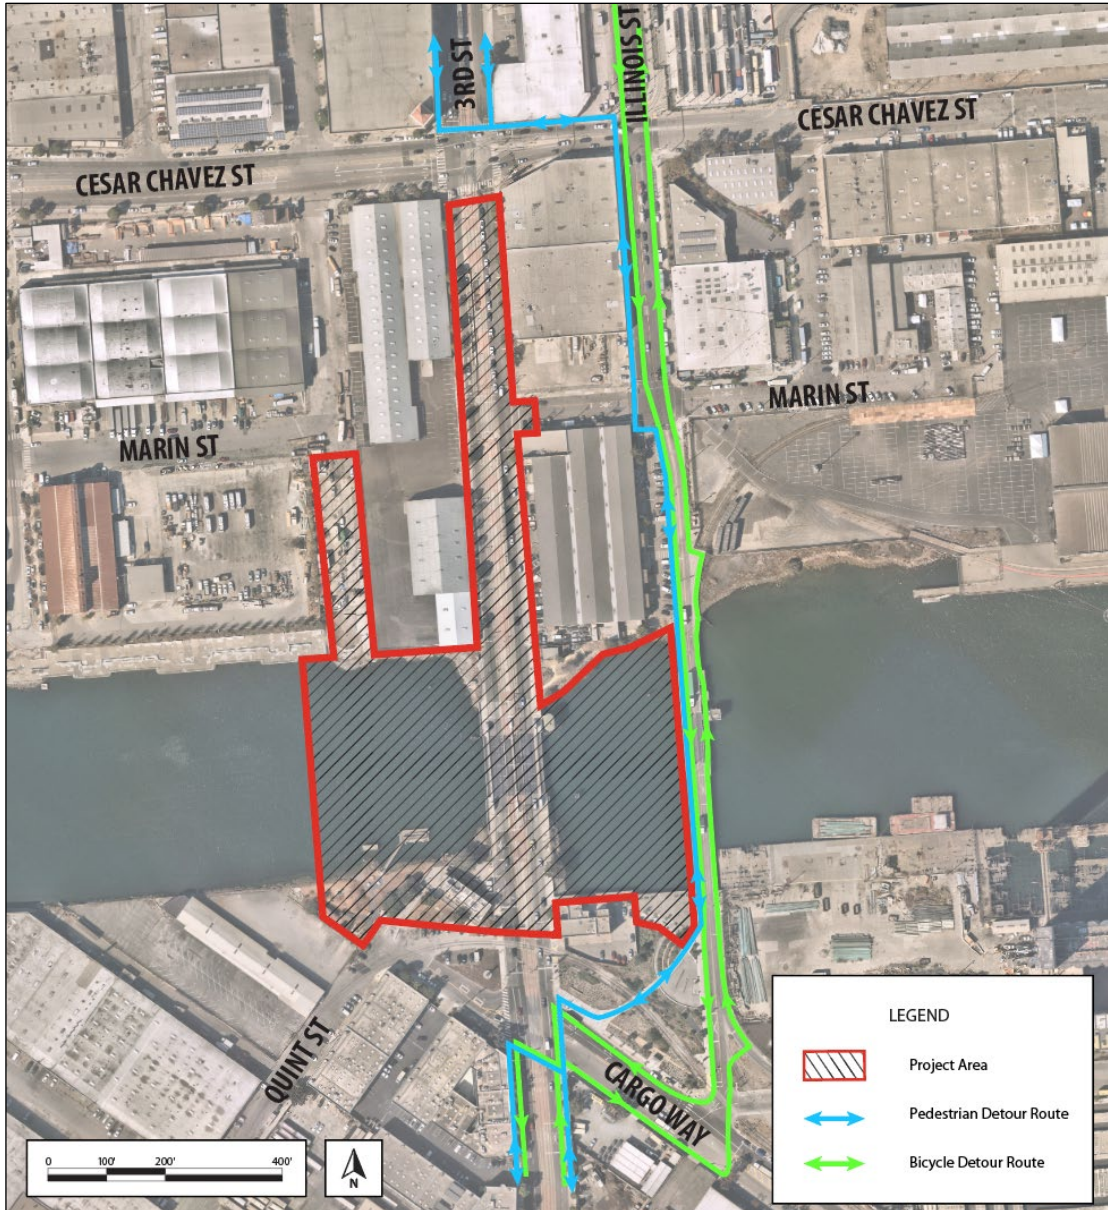 3RD ST
ILLINOIS ST
CESAR CHAVEZ ST
CESAR CHAVEZ ST
MARIN ST
MARIN ST
QUINT ST
CARGO WAY
LEGEND
Project Area
Pedestrian Detour Route
Bicycle Detour Route
0 100' 200' 400'
N